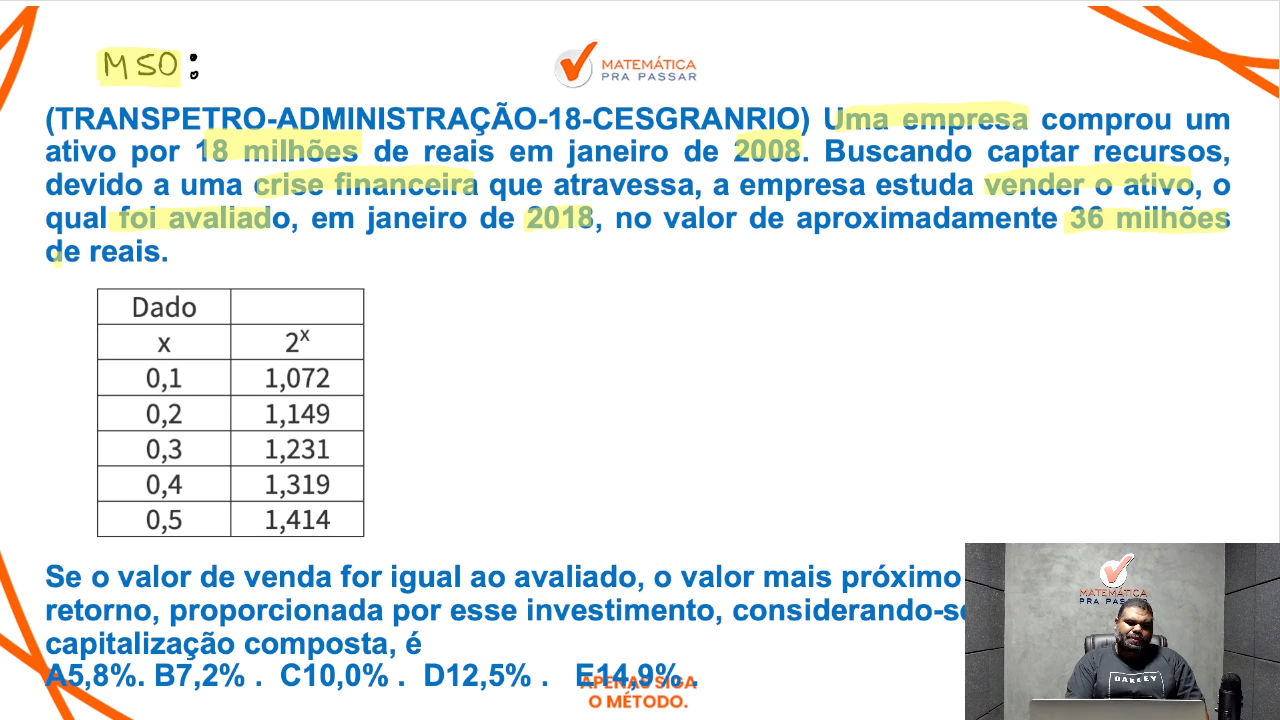 MSO:
MATEMÁTICA
PRA PASSAR
(TRANSPETRO-ADMINISTRAÇÃO-18-CESGRANRIO) Uma empresa comprou um
ativo por 18 milhões de reais em janeiro de 2008. Buscando captar recursos,
devido a uma crise financeira que atravessa, a empresa estuda vender o ativo, o
qual foi avaliado, em janeiro de 2018, no valor de aproximadamente 36 milhões
de reais.
Dado
x 2ˣ
0,1 1,072
0,2 1,149
0,3 1,231
0,4 1,319
0,5 1,414
Se o valor de venda for igual ao avaliado, o valor mais próximo
retorno, proporcionada por esse investimento, considerando-se
capitalização composta, é
A5,8%. B7,2% . C10,0% . D12,5% . E14,9% .
APENAS SIGA
O MÉTODO.
MATEMÁTICA
PRA PASSAR
OAKLEY